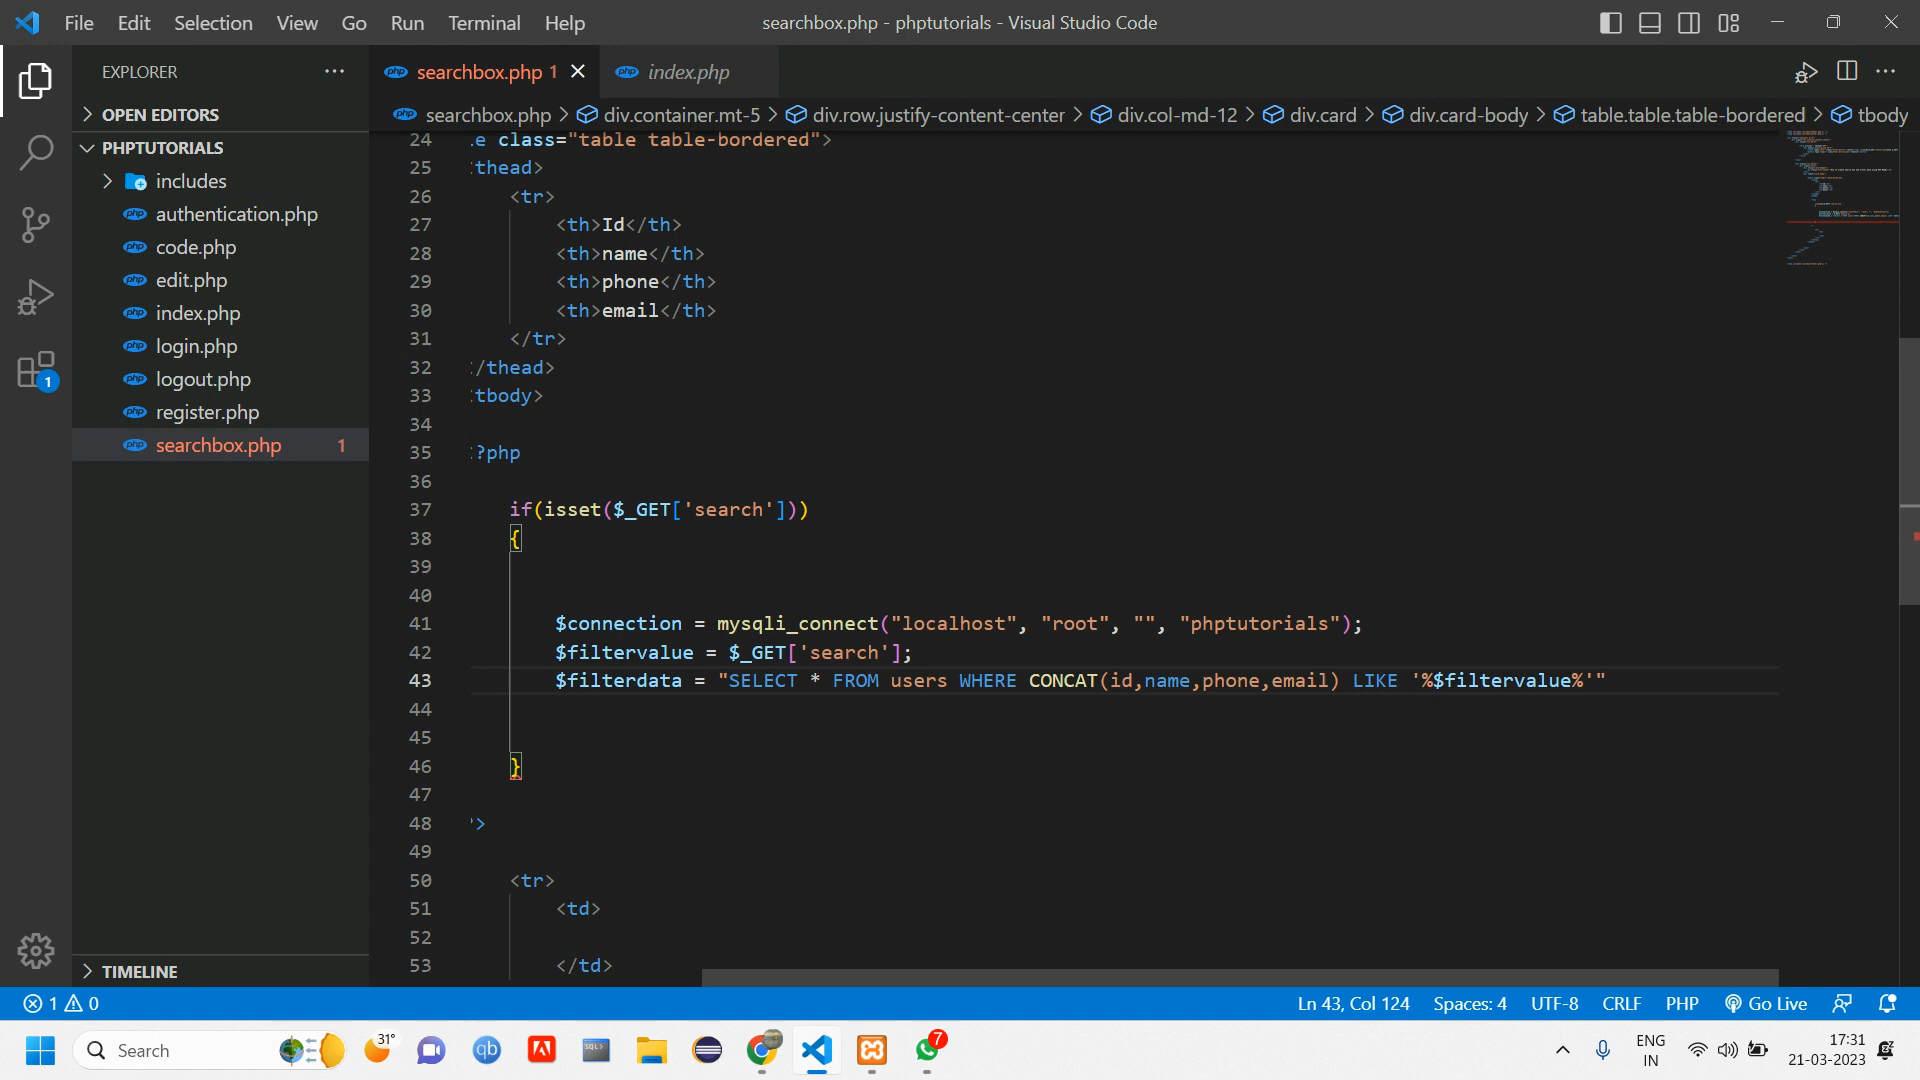 File Edit Selection View Go Run Terminal Help searchbox.php - phptutorials - Visual Studio Code
EXPLORER
OPEN EDITORS
PHPTUTORIALS
includes
authentication.php
code.php
edit.php
index.php
login.php
logout.php
register.php
searchbox.php 1
TIMELINE
1
searchbox.php 1 index.php
searchbox.php > div.container.mt-5 > div.row.justify-content-center > div.col-md-12 > div.card > div.card-body > table.table.table-bordered > tbody
24 e class="table table-bordered">
25 thead>
26 <tr>
27 <th>Id</th>
28 <th>name</th>
29 <th>phone</th>
30 <th>email</th>
31 </tr>
32 /thead>
33 tbody>
34
35 ?php
36
37 if(isset($_GET['search']))
38 {
39
40
41 $connection = mysqli_connect("localhost", "root", "", "phptutorials");
42 $filtervalue = $_GET['search'];
43 $filterdata = "SELECT * FROM users WHERE CONCAT(id,name,phone,email) LIKE '%$filtervalue%'"
44
45
46 }
47
48 ?>
49
50 <tr>
51 <td>
52
53 </td>
1 0 Ln 43, Col 124 Spaces: 4 UTF-8 CRLF PHP Go Live
Search 31° qb SQL> 7 ENG
IN 17:31
21-03-2023